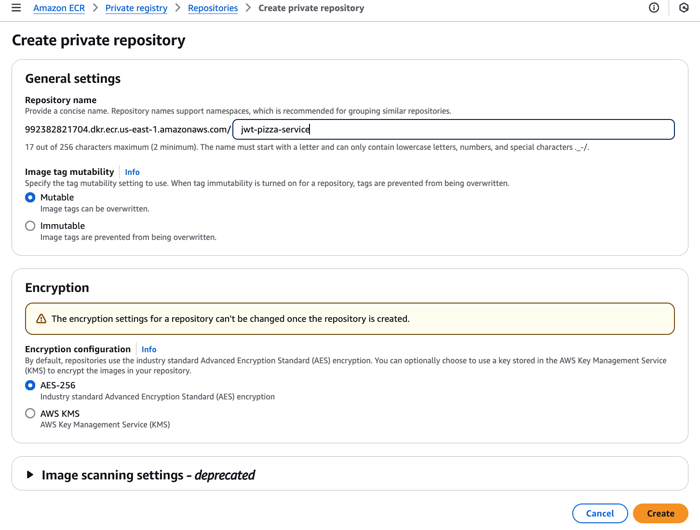 Amazon ECR > Private registry > Repositories > Create private repository
Create private repository
General settings
Repository name
Provide a concise name. Repository names support namespaces, which is recommended for grouping similar repositories.
992382821704.dkr.ecr.us-east-1.amazonaws.com/ jwt-pizza-service
17 out of 256 characters maximum (2 minimum). The name must start with a letter and can only contain lowercase letters, numbers, and special characters ._-/.
Image tag mutability Info
Specify the tag mutability setting to use. When tag immutability is turned on for a repository, tags are prevented from being overwritten.
Mutable
Image tags can be overwritten.
Immutable
Image tags are prevented from being overwritten.
Encryption
The encryption settings for a repository can't be changed once the repository is created.
Encryption configuration Info
By default, repositories use the industry standard Advanced Encryption Standard (AES) encryption. You can optionally choose to use a key stored in the AWS Key Management Service
(KMS) to encrypt the images in your repository.
AES-256
Industry standard Advanced Encryption Standard (AES) encryption
AWS KMS
AWS Key Management Service (KMS)
Image scanning settings - deprecated
Cancel Create